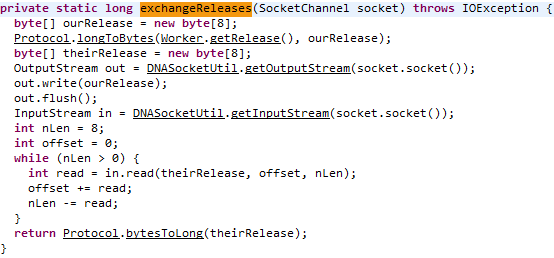 private static long exchangeReleases(SocketChannel socket) throws IOException {
  byte[] ourRelease = new byte[8];
  Protocol.longToBytes(Worker.getRelease(), ourRelease);
  byte[] theirRelease = new byte[8];
  OutputStream out = DNASocketUtil.getOutputStream(socket.socket());
  out.write(ourRelease);
  out.flush();
  InputStream in = DNASocketUtil.getInputStream(socket.socket());
  int nLen = 8;
  int offset = 0;
  while (nLen > 0) {
    int read = in.read(theirRelease, offset, nLen);
    offset += read;
    nLen -= read;
  }
  return Protocol.bytesToLong(theirRelease);
}